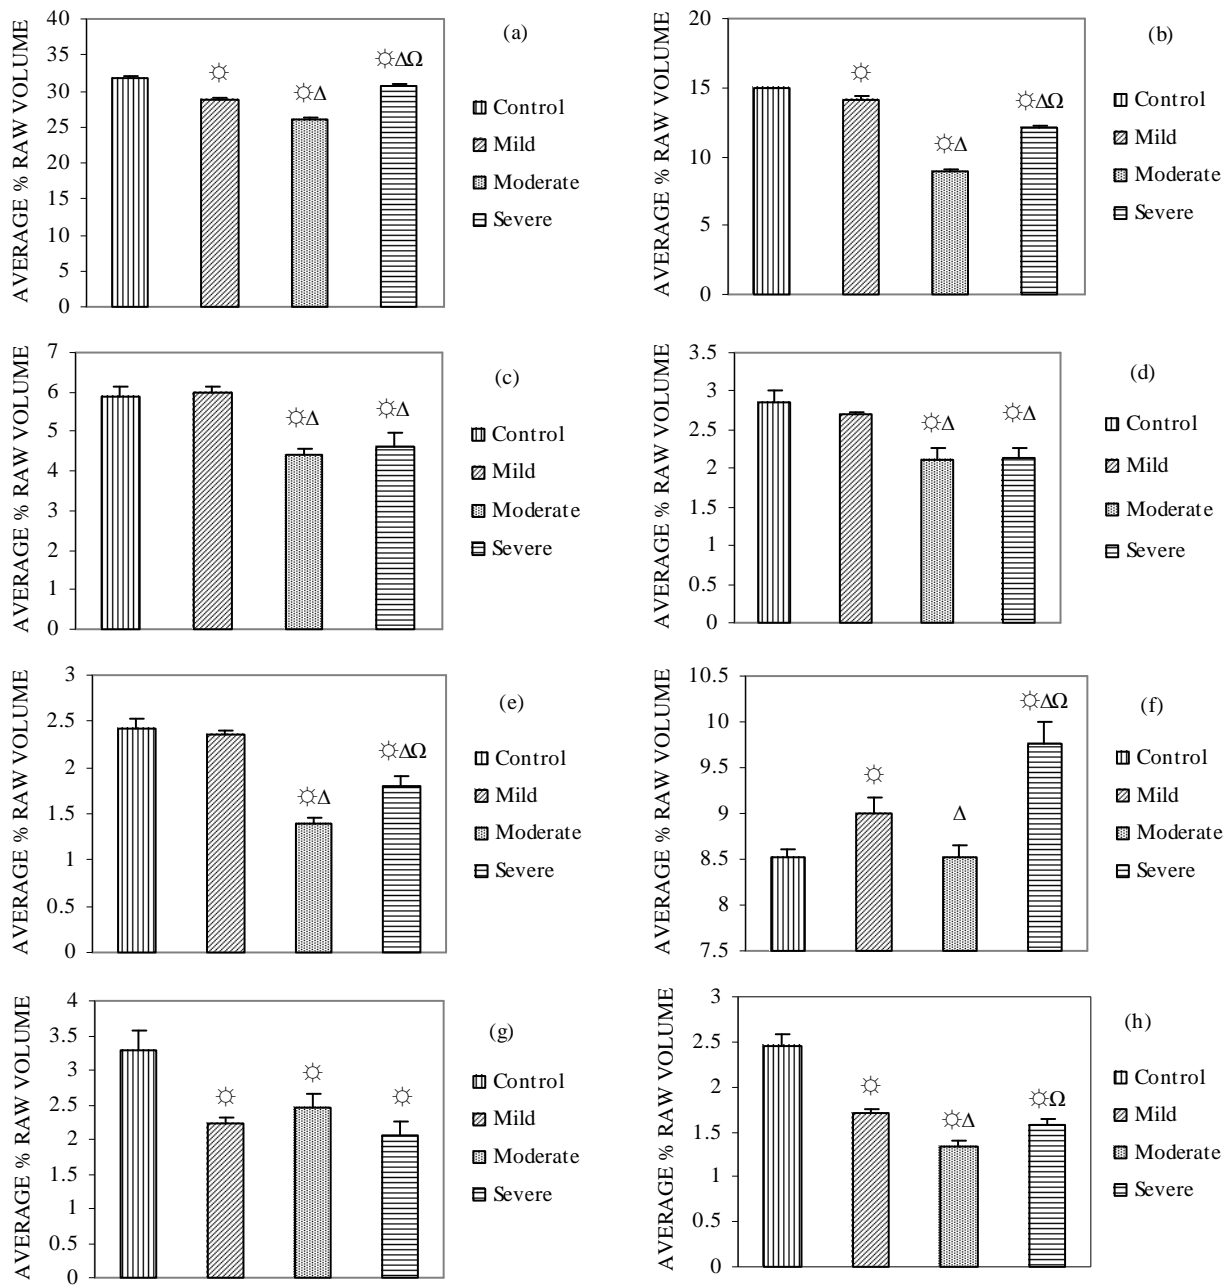 AVERAGE % RAW VOLUME
40
35
30
25
20
15
10
5
0
☼
☼Δ
☼ΔΩ
(a)
Control
Mild
Moderate
Severe
AVERAGE % RAW VOLUME
20
15
10
5
0
☼
☼Δ
☼ΔΩ
(b)
Control
Mild
Moderate
Severe
AVERAGE % RAW VOLUME
7
6
5
4
3
2
1
0
☼Δ
☼Δ
(c)
Control
Mild
Moderate
Severe
AVERAGE % RAW VOLUME
3.5
3
2.5
2
1.5
1
0.5
0
☼Δ
☼Δ
(d)
Control
Mild
Moderate
Severe
AVERAGE % RAW VOLUME
3
2.5
2
1.5
1
0.5
0
☼Δ
☼ΔΩ
(e)
Control
Mild
Moderate
Severe
AVERAGE % RAW VOLUME
10.5
10
9.5
9
8.5
8
7.5
☼
Δ
☼ΔΩ
(f)
Control
Mild
Moderate
Severe
AVERAGE % RAW VOLUME
4
3.5
3
2.5
2
1.5
1
0.5
0
☼
☼
☼
(g)
Control
Mild
Moderate
Severe
AVERAGE % RAW VOLUME
3
2.5
2
1.5
1
0.5
0
☼
☼Δ
☼Ω
(h)
Control
Mild
Moderate
Severe